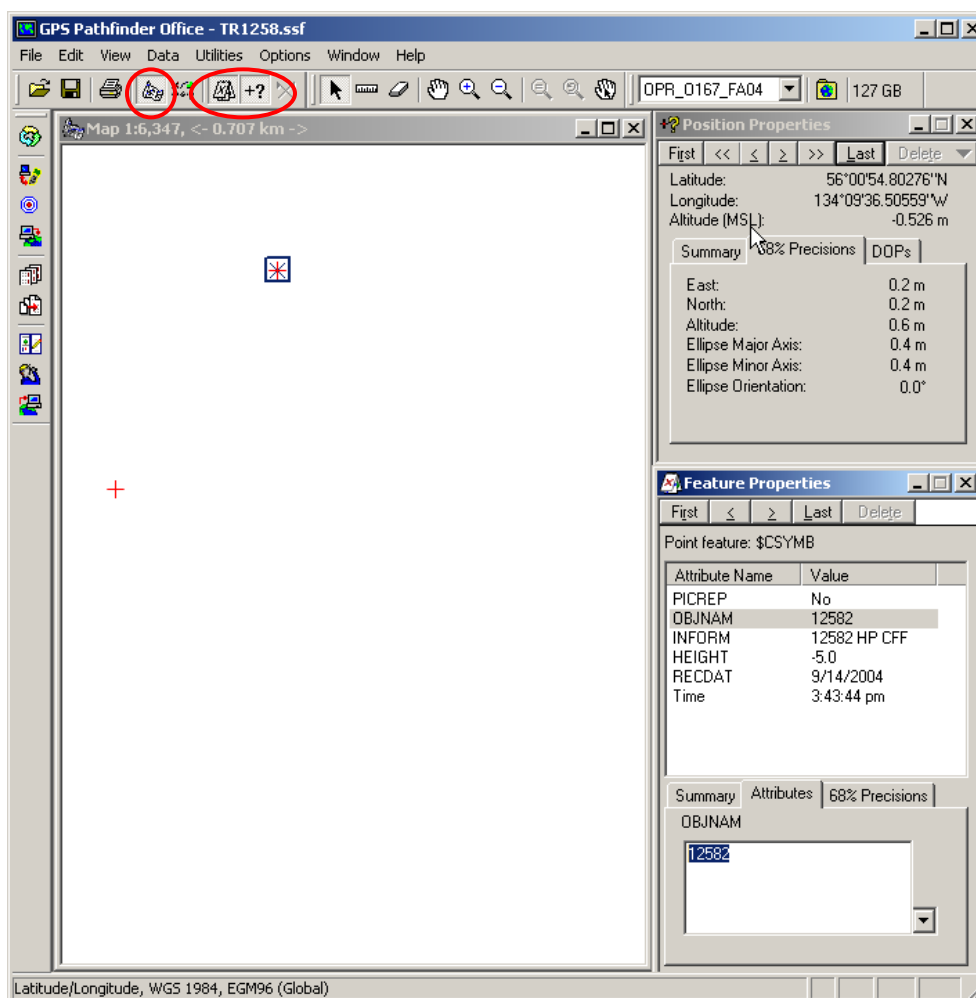 GPS Pathfinder Office - TR1258.ssf
File Edit View Data Utilities Options Window Help
+? OPR_0167_FA04 127 GB
Map 1:6,347, <- 0.707 km ->
+? Position Properties
First << < > >> Last Delete
Latitude: 56°00'54.80276"N
Longitude: 134°09'36.50559"W
Altitude (MSL): -0.526 m
Summary 68% Precisions DOPs
East: 0.2 m
North: 0.2 m
Altitude: 0.6 m
Ellipse Major Axis: 0.4 m
Ellipse Minor Axis: 0.4 m
Ellipse Orientation: 0.0°
Feature Properties
First < > Last Delete
Point feature: $CSYMB
Attribute Name Value
PICREP No
OBJNAM 12582
INFORM 12582 HP CFF
HEIGHT -5.0
RECDAT 9/14/2004
Time 3:43:44 pm
Summary Attributes 68% Precisions
OBJNAM
12582
Latitude/Longitude, WGS 1984, EGM96 (Global)